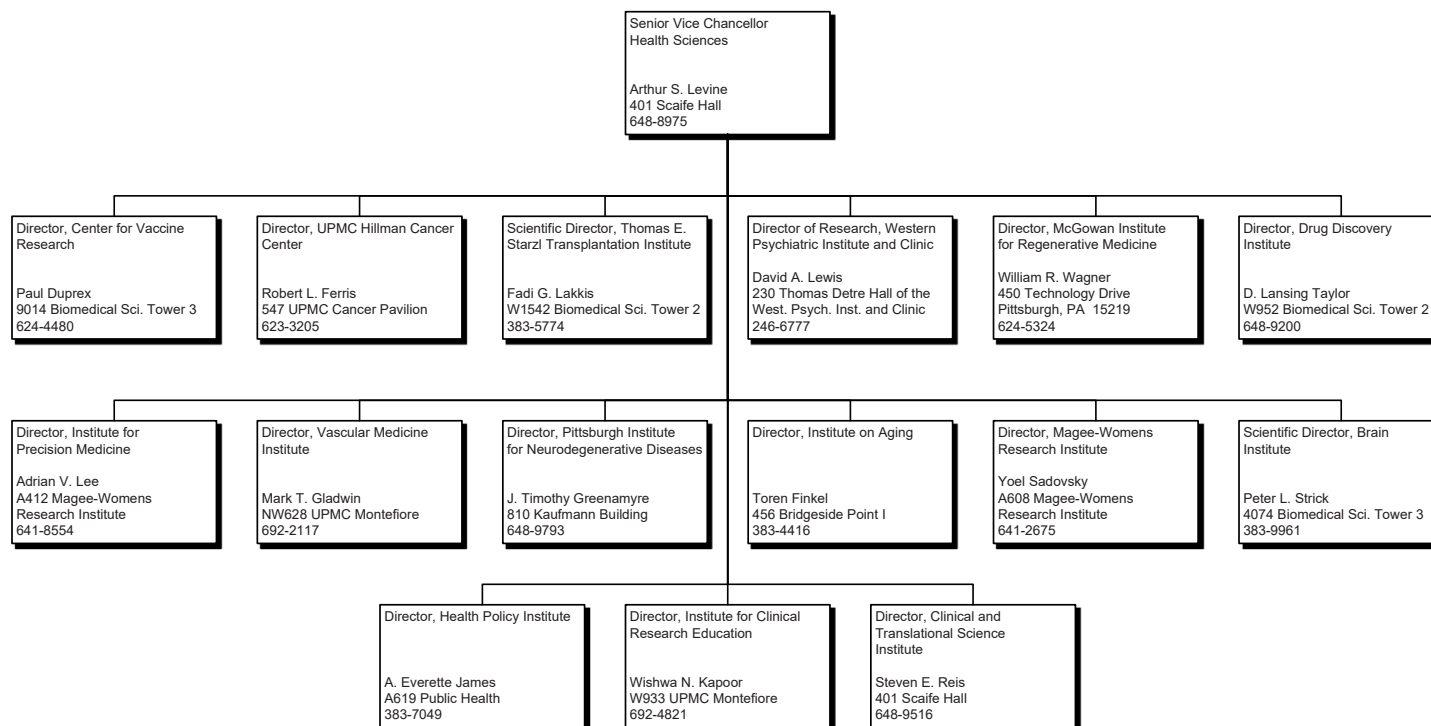 Senior Vice Chancellor
Health Sciences
Arthur S. Levine
401 Scaife Hall
648-8975
Director, Center for Vaccine
Research
Paul Duprex
9014 Biomedical Sci. Tower 3
624-4480
Director, UPMC Hillman Cancer
Center
Robert L. Ferris
547 UPMC Cancer Pavilion
623-3205
Scientific Director, Thomas E.
Starzl Transplantation Institute
Fadi G. Lakkis
W1542 Biomedical Sci. Tower 2
383-5774
Director of Research, Western
Psychiatric Institute and Clinic
David A. Lewis
230 Thomas Detre Hall of the
West. Psych. Inst. and Clinic
246-6777
Director, McGowan Institute
for Regenerative Medicine
William R. Wagner
450 Technology Drive
Pittsburgh, PA  15219
624-5324
Director, Drug Discovery
Institute
D. Lansing Taylor
W952 Biomedical Sci. Tower 2
648-9200
Director, Institute for
Precision Medicine
Adrian V. Lee
A412 Magee-Womens
Research Institute
641-8554
Director, Vascular Medicine
Institute
Mark T. Gladwin
NW628 UPMC Montefiore
692-2117
Director, Pittsburgh Institute
for Neurodegenerative Diseases
J. Timothy Greenamyre
810 Kaufmann Building
648-9793
Director, Institute on Aging
Toren Finkel
456 Bridgeside Point I
383-4416
Director, Magee-Womens
Research Institute
Yoel Sadovsky
A608 Magee-Womens
Research Institute
641-2675
Scientific Director, Brain
Institute
Peter L. Strick
4074 Biomedical Sci. Tower 3
383-9961
Director, Health Policy Institute
A. Everette James
A619 Public Health
383-7049
Director, Institute for Clinical
Research Education
Wishwa N. Kapoor
W933 UPMC Montefiore
692-4821
Director, Clinical and
Translational Science
Institute
Steven E. Reis
401 Scaife Hall
648-9516